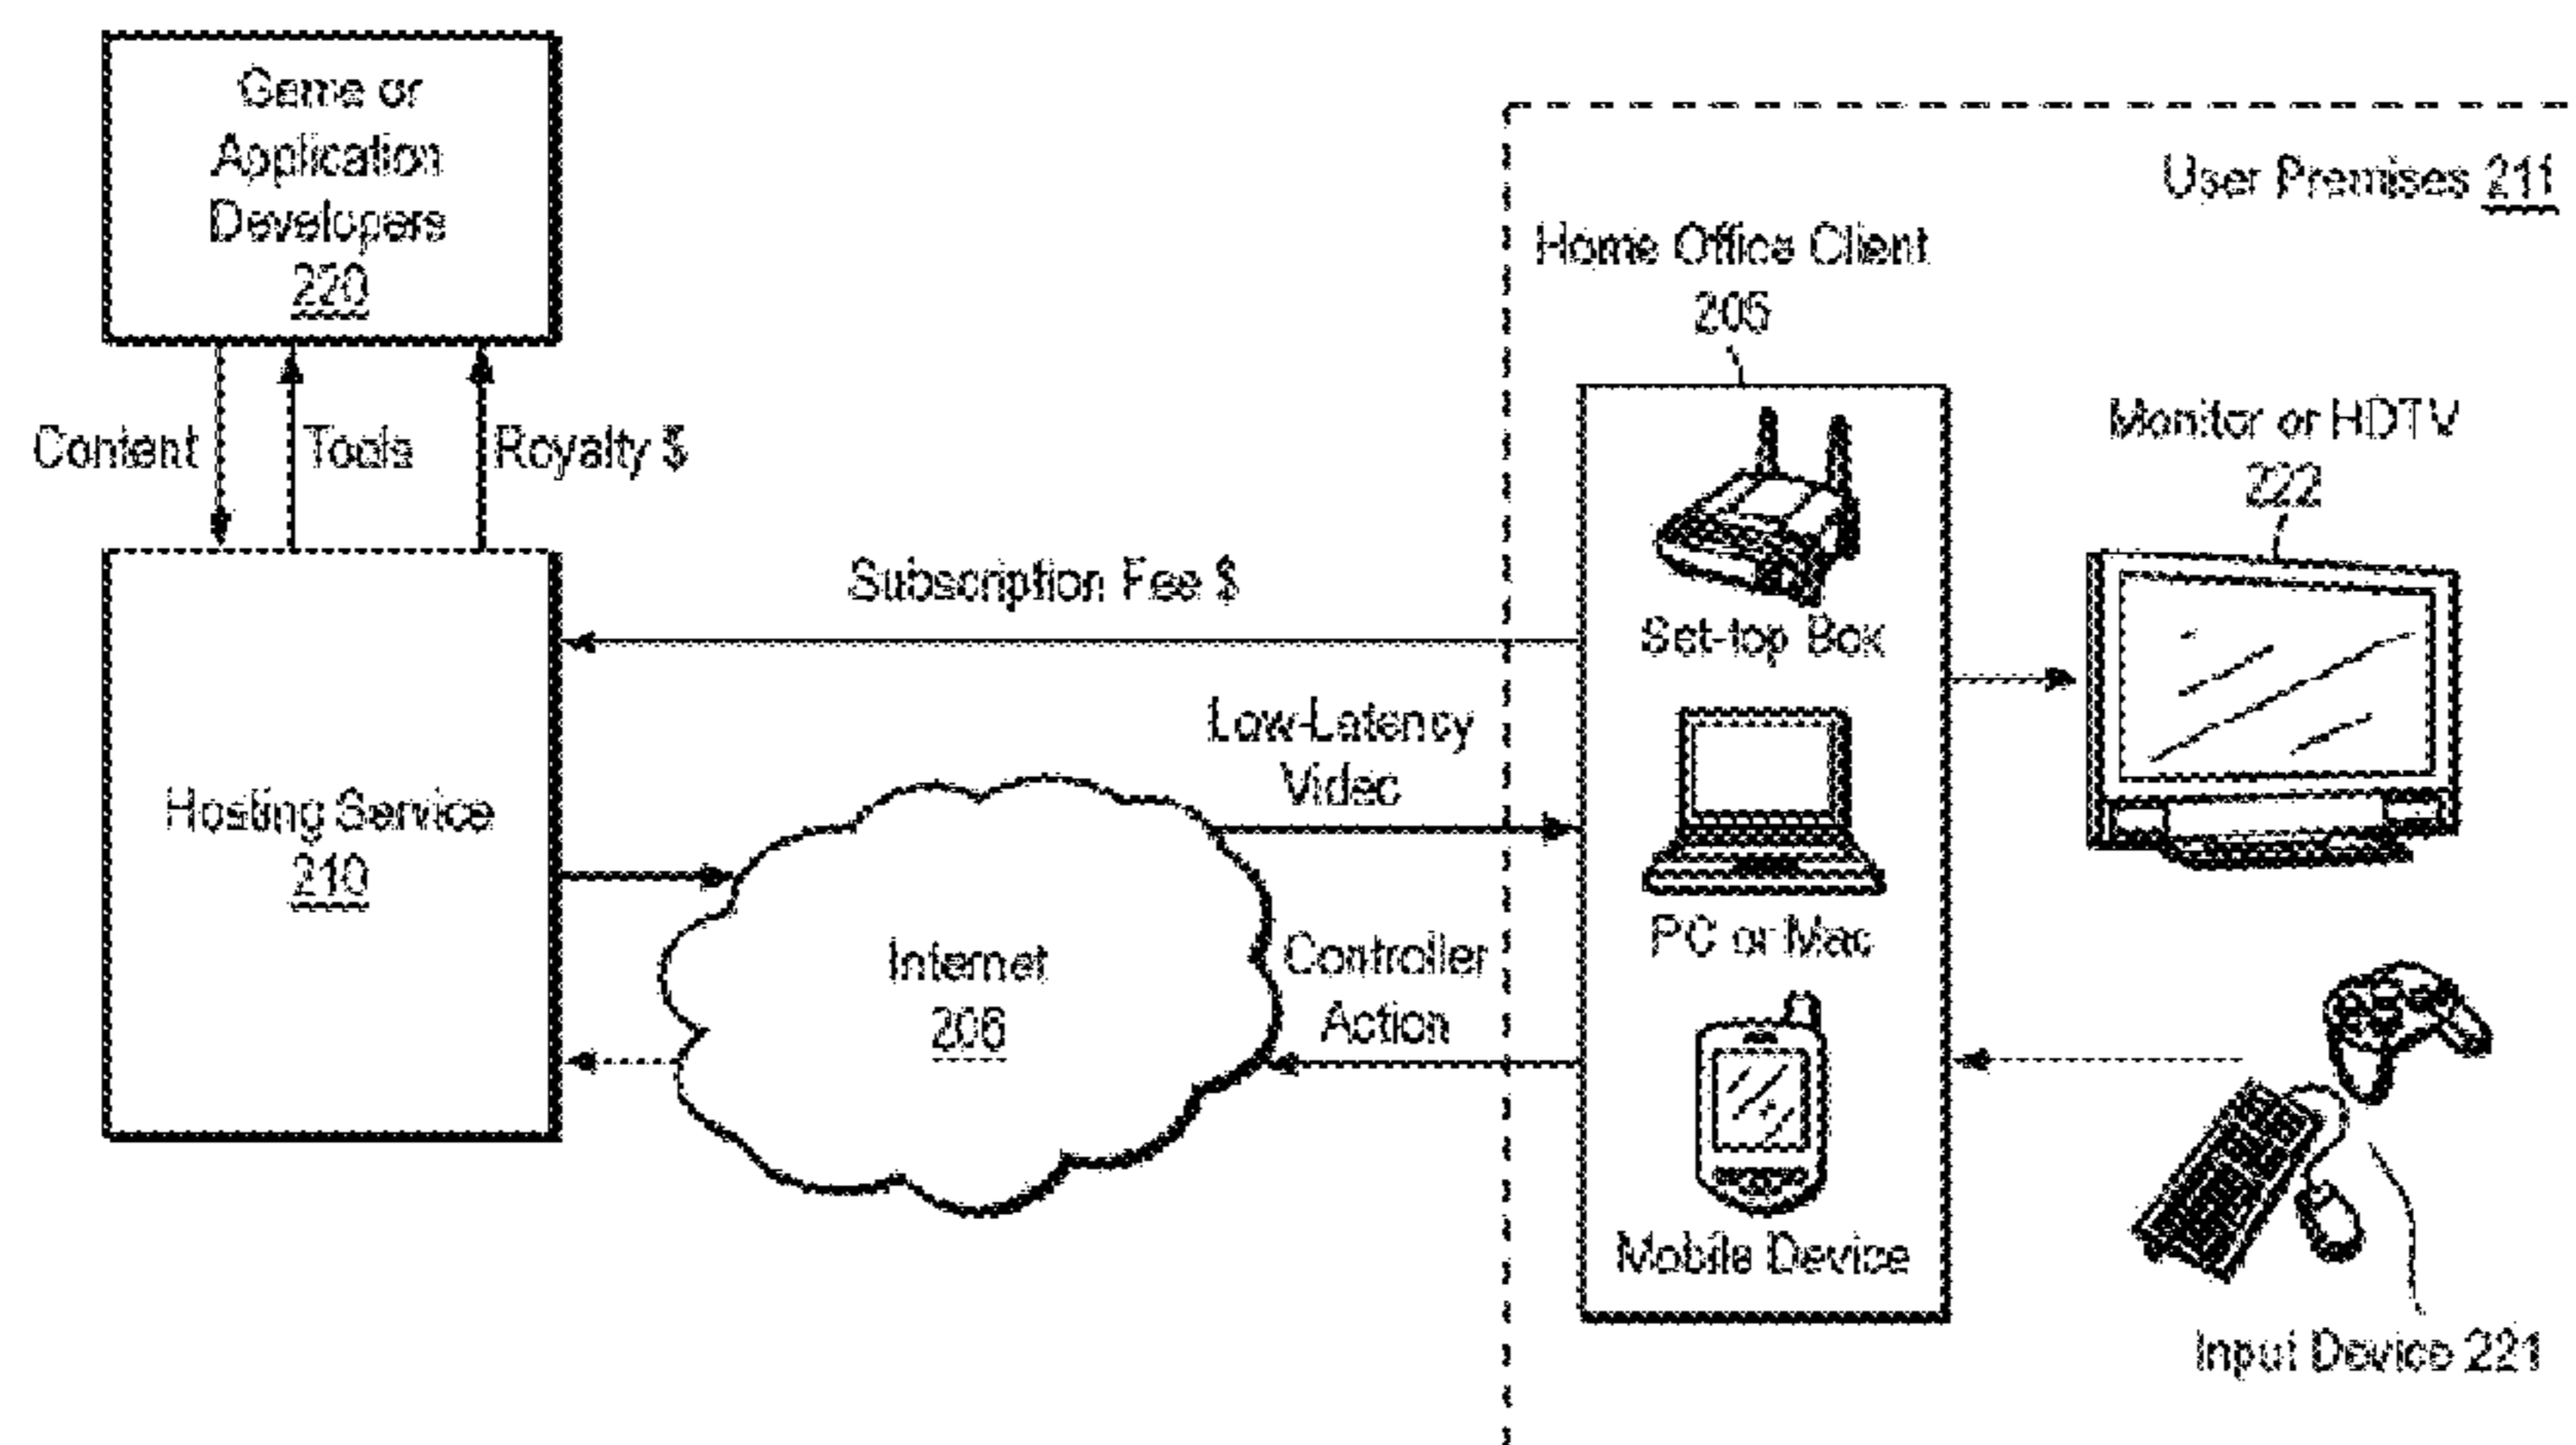 Game or
Application
Developers
220
User Premises 211
Home Office Client
205
Monitor or HDTV
222
Content
Tools
Royalty $
Subscription Fee $
Set-top Box
Low-Latency
Video
Hosting Service
210
PC or Mac
Internet
206
Controller
Action
Mobile Device
Input Device 221